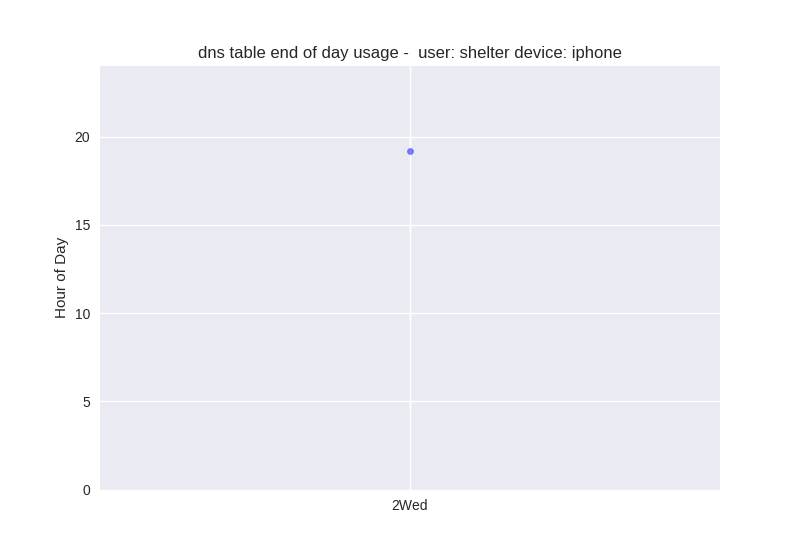 dns table end of day usage -  user: shelter device: iphone
20
15
10
5
0
Hour of Day
2Wed